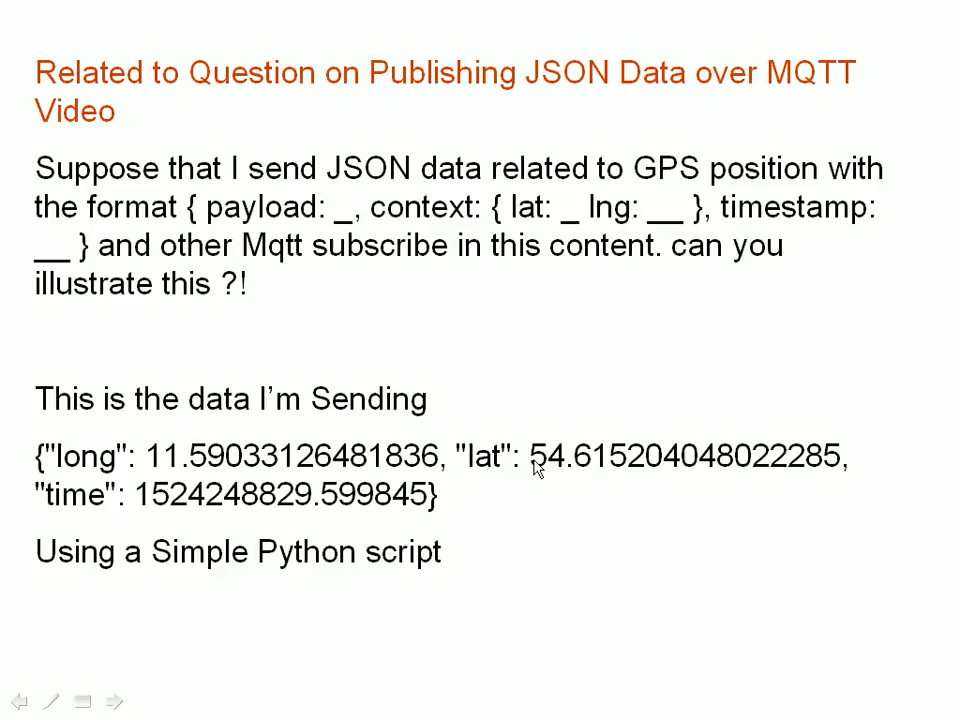 Related to Question on Publishing JSON Data over MQTT
Video
Suppose that I send JSON data related to GPS position with
the format { payload: _, context: { lat: _ lng: __ }, timestamp:
__ } and other Mqtt subscribe in this content. can you
illustrate this ?!
This is the data I’m Sending
{"long": 11.59033126481836, "lat": 54.615204048022285,
"time": 1524248829.599845}
Using a Simple Python script